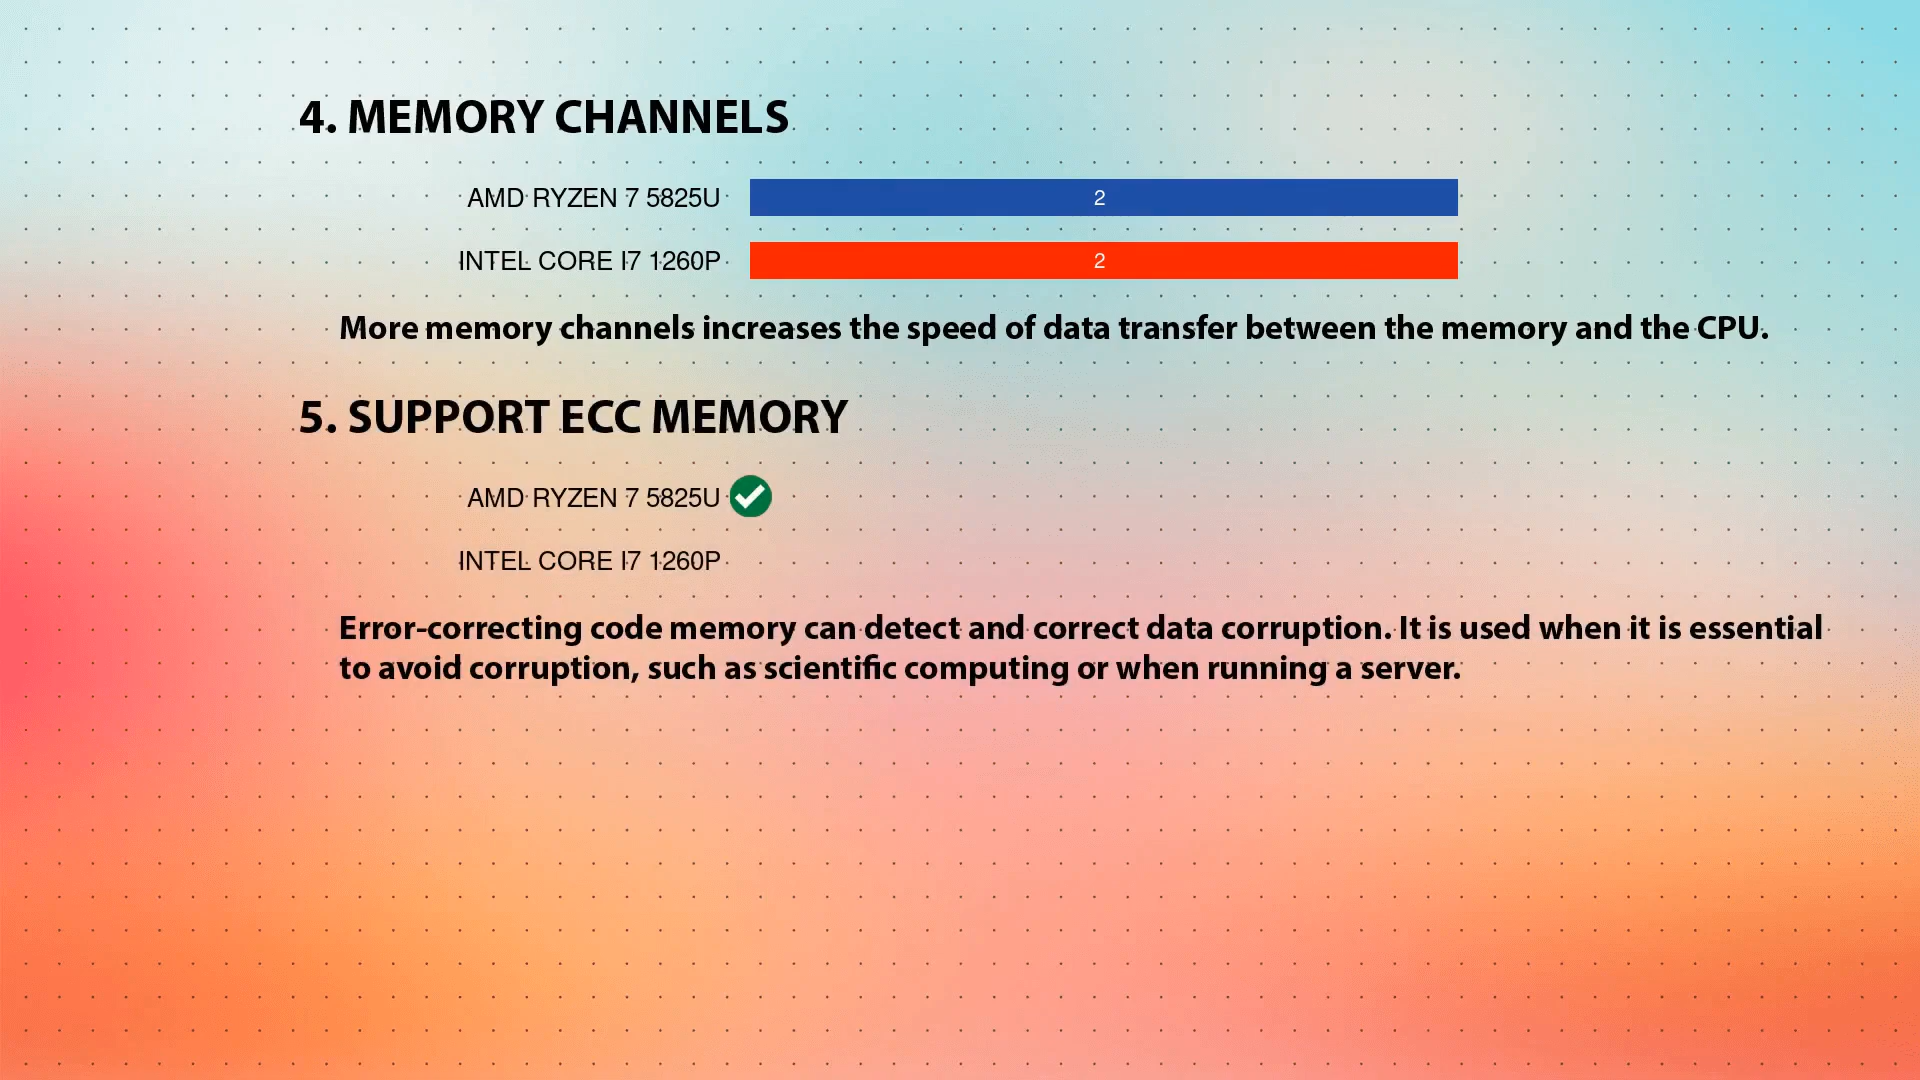 4. MEMORY CHANNELS
AMD RYZEN 7 5825U 2
INTEL CORE I7 1260P 2
More memory channels increases the speed of data transfer between the memory and the CPU.
5. SUPPORT ECC MEMORY
AMD RYZEN 7 5825U
INTEL CORE I7 1260P
Error-correcting code memory can detect and correct data corruption. It is used when it is essential
to avoid corruption, such as scientific computing or when running a server.